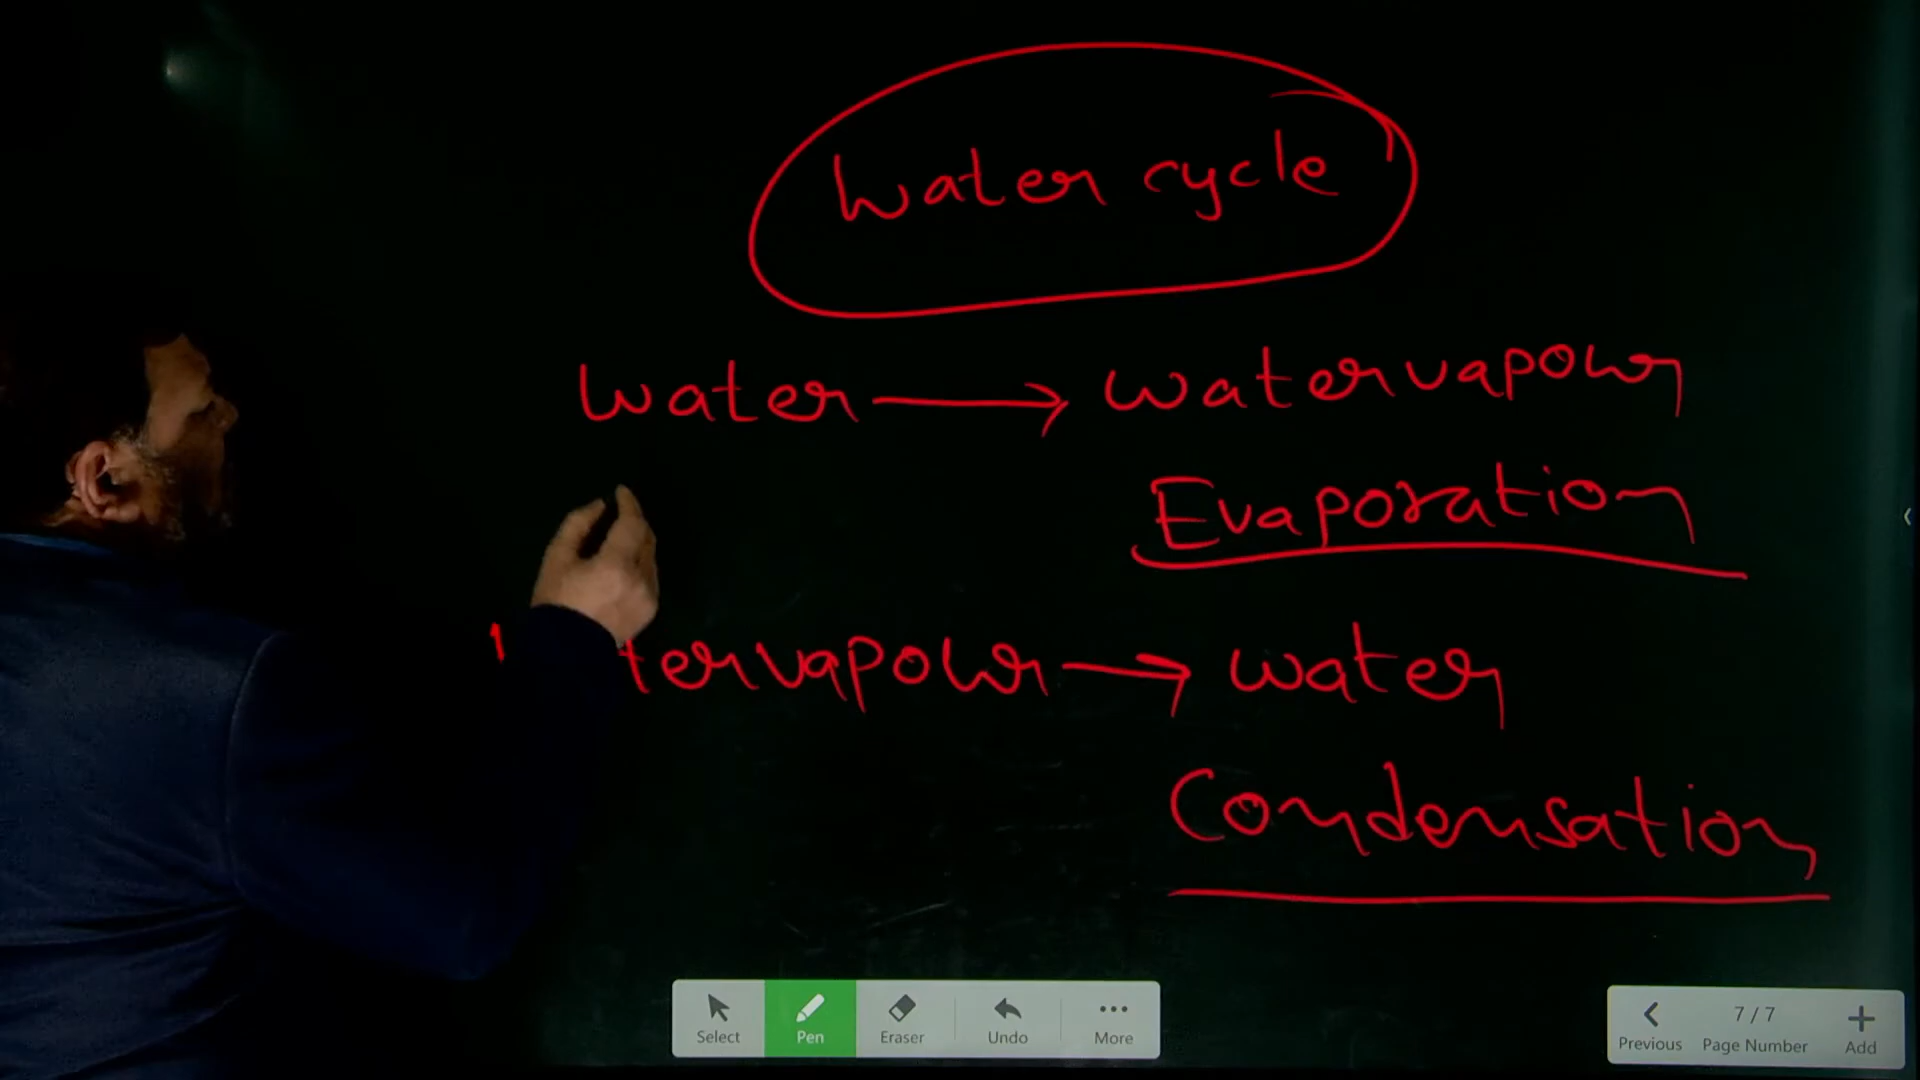 Water cycle
Water → Watervapour
Evaporation
tervapour → water
Condensation
Select Pen Eraser Undo More
7 / 7
Previous Page Number Add